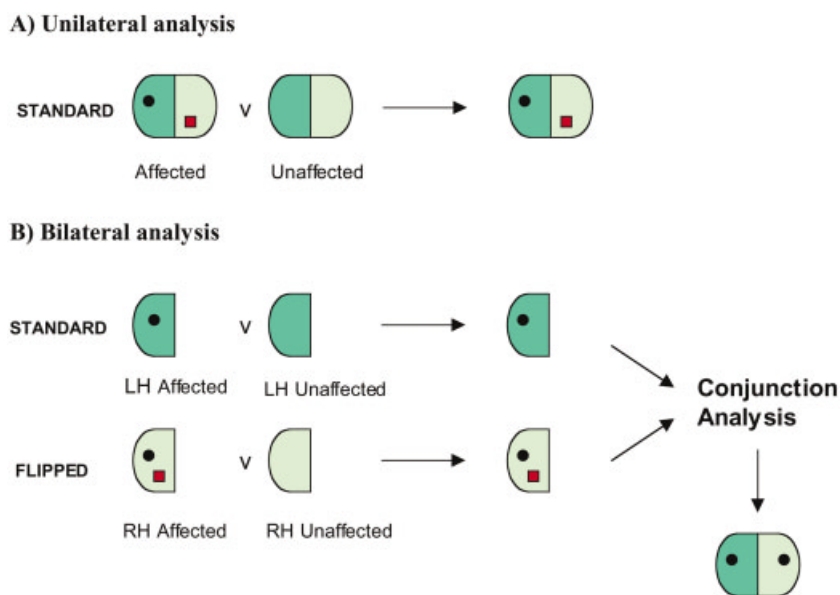 A) Unilateral analysis
STANDARD v
Affected Unaffected
B) Bilateral analysis
STANDARD v
LH Affected LH Unaffected
Conjunction
Analysis
FLIPPED v
RH Affected RH Unaffected